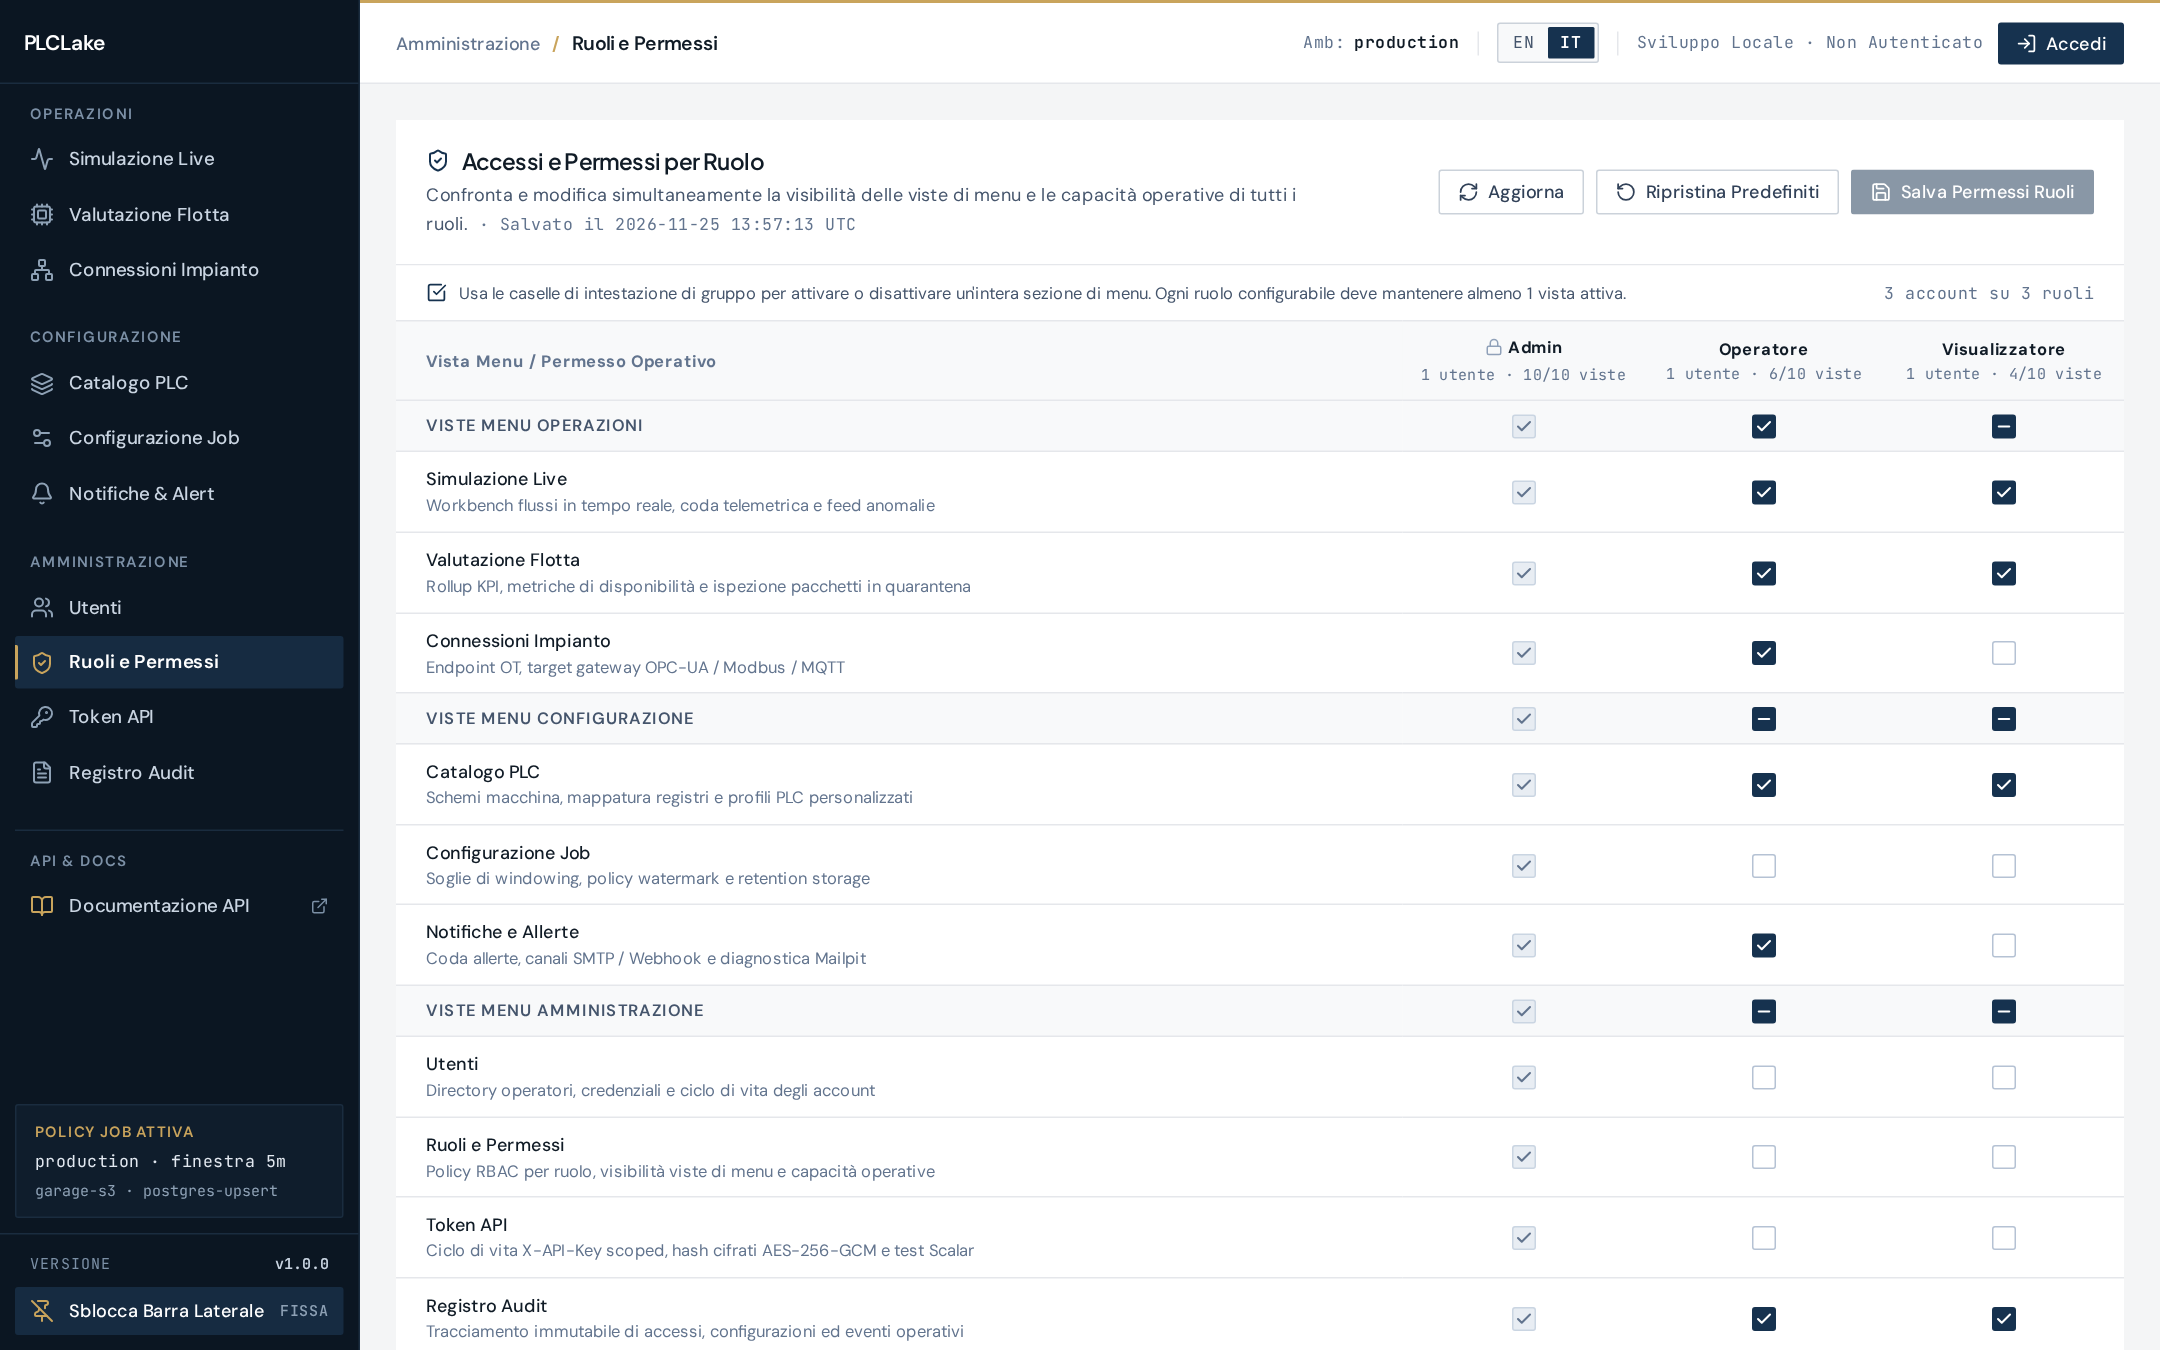 PLCLake
OPERAZIONI
Simulazione Live
Valutazione Flotta
Connessioni Impianto
CONFIGURAZIONE
Catalogo PLC
Configurazione Job
Notifiche & Alert
AMMINISTRAZIONE
Utenti
Ruoli e Permessi
Token API
Registro Audit
API & DOCS
Documentazione API
POLICY JOB ATTIVA
production · finestra 5m
garage-s3 · postgres-upsert
VERSIONE v1.0.0
Sblocca Barra Laterale FISSA
Amministrazione / Ruoli e Permessi
Amb: production EN IT Sviluppo Locale · Non Autenticato Accedi
Accessi e Permessi per Ruolo
Confronta e modifica simultaneamente la visibilità delle viste di menu e le capacità operative di tutti i
ruoli. · Salvato il 2026-11-25 13:57:13 UTC
Aggiorna Ripristina Predefiniti Salva Permessi Ruoli
Usa le caselle di intestazione di gruppo per attivare o disattivare un'intera sezione di menu. Ogni ruolo configurabile deve mantenere almeno 1 vista attiva. 3 account su 3 ruoli
Vista Menu / Permesso Operativo
Admin
1 utente · 10/10 viste
Operatore
1 utente · 6/10 viste
Visualizzatore
1 utente · 4/10 viste
VISTE MENU OPERAZIONI
Simulazione Live
Workbench flussi in tempo reale, coda telemetrica e feed anomalie
Valutazione Flotta
Rollup KPI, metriche di disponibilità e ispezione pacchetti in quarantena
Connessioni Impianto
Endpoint OT, target gateway OPC-UA / Modbus / MQTT
VISTE MENU CONFIGURAZIONE
Catalogo PLC
Schemi macchina, mappatura registri e profili PLC personalizzati
Configurazione Job
Soglie di windowing, policy watermark e retention storage
Notifiche e Allerte
Coda allerte, canali SMTP / Webhook e diagnostica Mailpit
VISTE MENU AMMINISTRAZIONE
Utenti
Directory operatori, credenziali e ciclo di vita degli account
Ruoli e Permessi
Policy RBAC per ruolo, visibilità viste di menu e capacità operative
Token API
Ciclo di vita X-API-Key scoped, hash cifrati AES-256-GCM e test Scalar
Registro Audit
Tracciamento immutabile di accessi, configurazioni ed eventi operativi